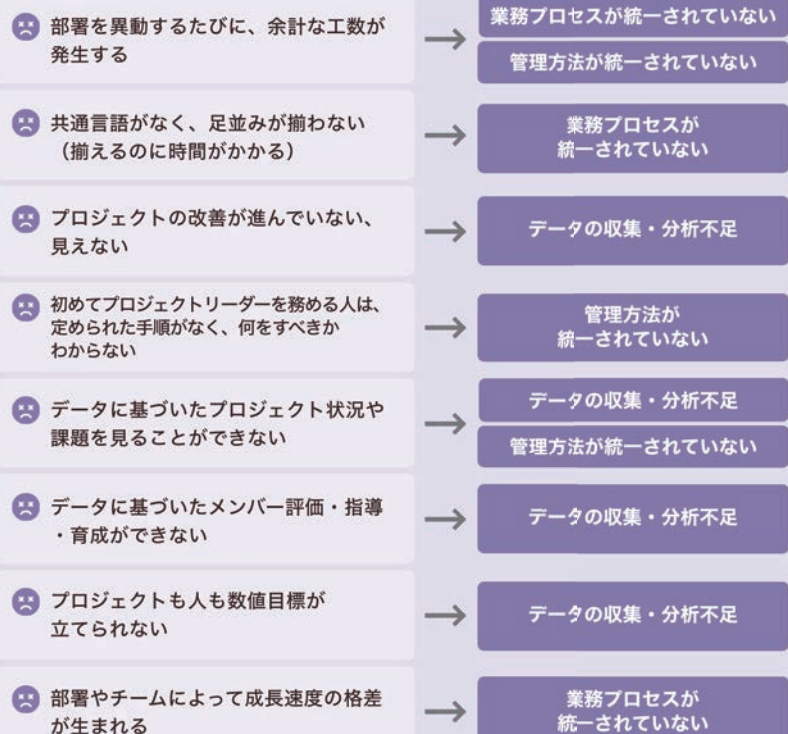 部署を異動するたびに、余計な工数が
発生する
業務プロセスが統一されていない
管理方法が統一されていない
共通言語がなく、足並みが揃わない
（揃えるのに時間がかかる）
業務プロセスが
統一されていない
プロジェクトの改善が進んでいない、
見えない
データの収集・分析不足
初めてプロジェクトリーダーを務める人は、
定められた手順がなく、何をすべきか
わからない
管理方法が
統一されていない
データに基づいたプロジェクト状況や
課題を見ることができない
データの収集・分析不足
管理方法が統一されていない
データに基づいたメンバー評価・指導
・育成ができない
データの収集・分析不足
プロジェクトも人も数値目標が
立てられない
データの収集・分析不足
部署やチームによって成長速度の格差
が生まれる
業務プロセスが
統一されていない